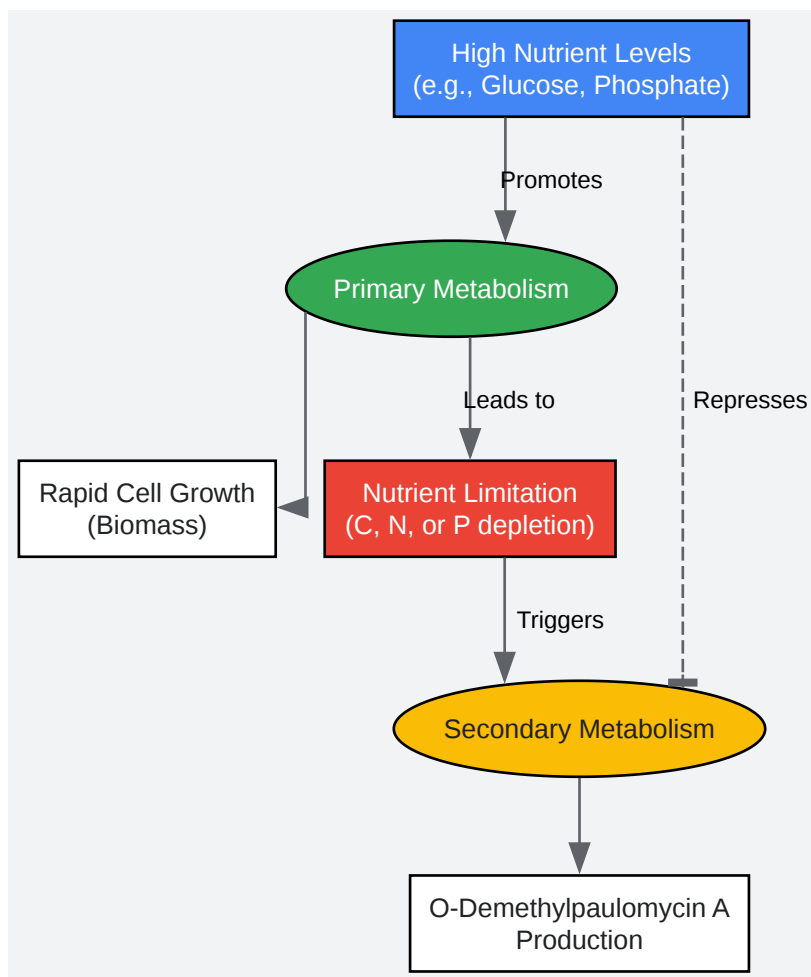 High Nutrient Levels
(e.g., Glucose, Phosphate)
Promotes
Primary Metabolism
Leads to
Represses
Rapid Cell Growth
(Biomass)
Nutrient Limitation
(C, N, or P depletion)
Triggers
Secondary Metabolism
O-Demethylpaulomycin A
Production